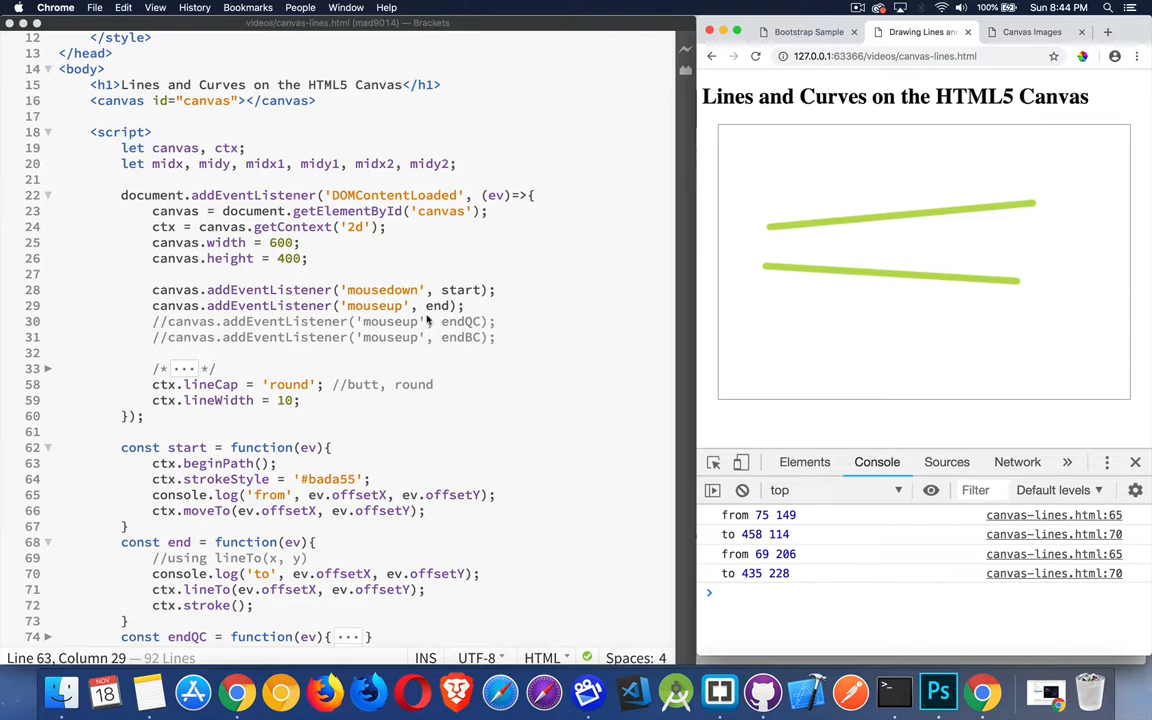 Chrome File Edit View History Bookmarks People Window Help 100% Sun 8:44 PM
videos/canvas-lines.html (mad9014) — Brackets
12 </style>
13 </head>
14 <body>
15 <h1>Lines and Curves on the HTML5 Canvas</h1>
16 <canvas id="canvas"></canvas>
17
18 <script>
19 let canvas, ctx;
20 let midx, midy, midx1, midy1, midx2, midy2;
21
22 document.addEventListener('DOMContentLoaded', (ev)=>{
23 canvas = document.getElementById('canvas');
24 ctx = canvas.getContext('2d');
25 canvas.width = 600;
26 canvas.height = 400;
27
28 canvas.addEventListener('mousedown', start);
29 canvas.addEventListener('mouseup', end);
30 //canvas.addEventListener('mouseup', endQC);
31 //canvas.addEventListener('mouseup', endBC);
32
33 /* ... */
58 ctx.lineCap = 'round'; //butt, round
59 ctx.lineWidth = 10;
60 });
61
62 const start = function(ev){
63 ctx.beginPath();
64 ctx.strokeStyle = '#bada55';
65 console.log('from', ev.offsetX, ev.offsetY);
66 ctx.moveTo(ev.offsetX, ev.offsetY);
67 }
68 const end = function(ev){
69 //using lineTo(x, y)
70 console.log('to', ev.offsetX, ev.offsetY);
71 ctx.lineTo(ev.offsetX, ev.offsetY);
72 ctx.stroke();
73 }
74 const endQC = function(ev){ ... }
Line 63, Column 29 — 92 Lines INS UTF-8 HTML Spaces: 4
Bootstrap Sample Drawing Lines and Canvas Images
127.0.0.1:63366/videos/canvas-lines.html
Lines and Curves on the HTML5 Canvas
Elements Console Sources Network
top Filter Default levels
from 75 149 canvas-lines.html:65
to 458 114 canvas-lines.html:70
from 69 206 canvas-lines.html:65
to 435 228 canvas-lines.html:70
NOV
18
Ps